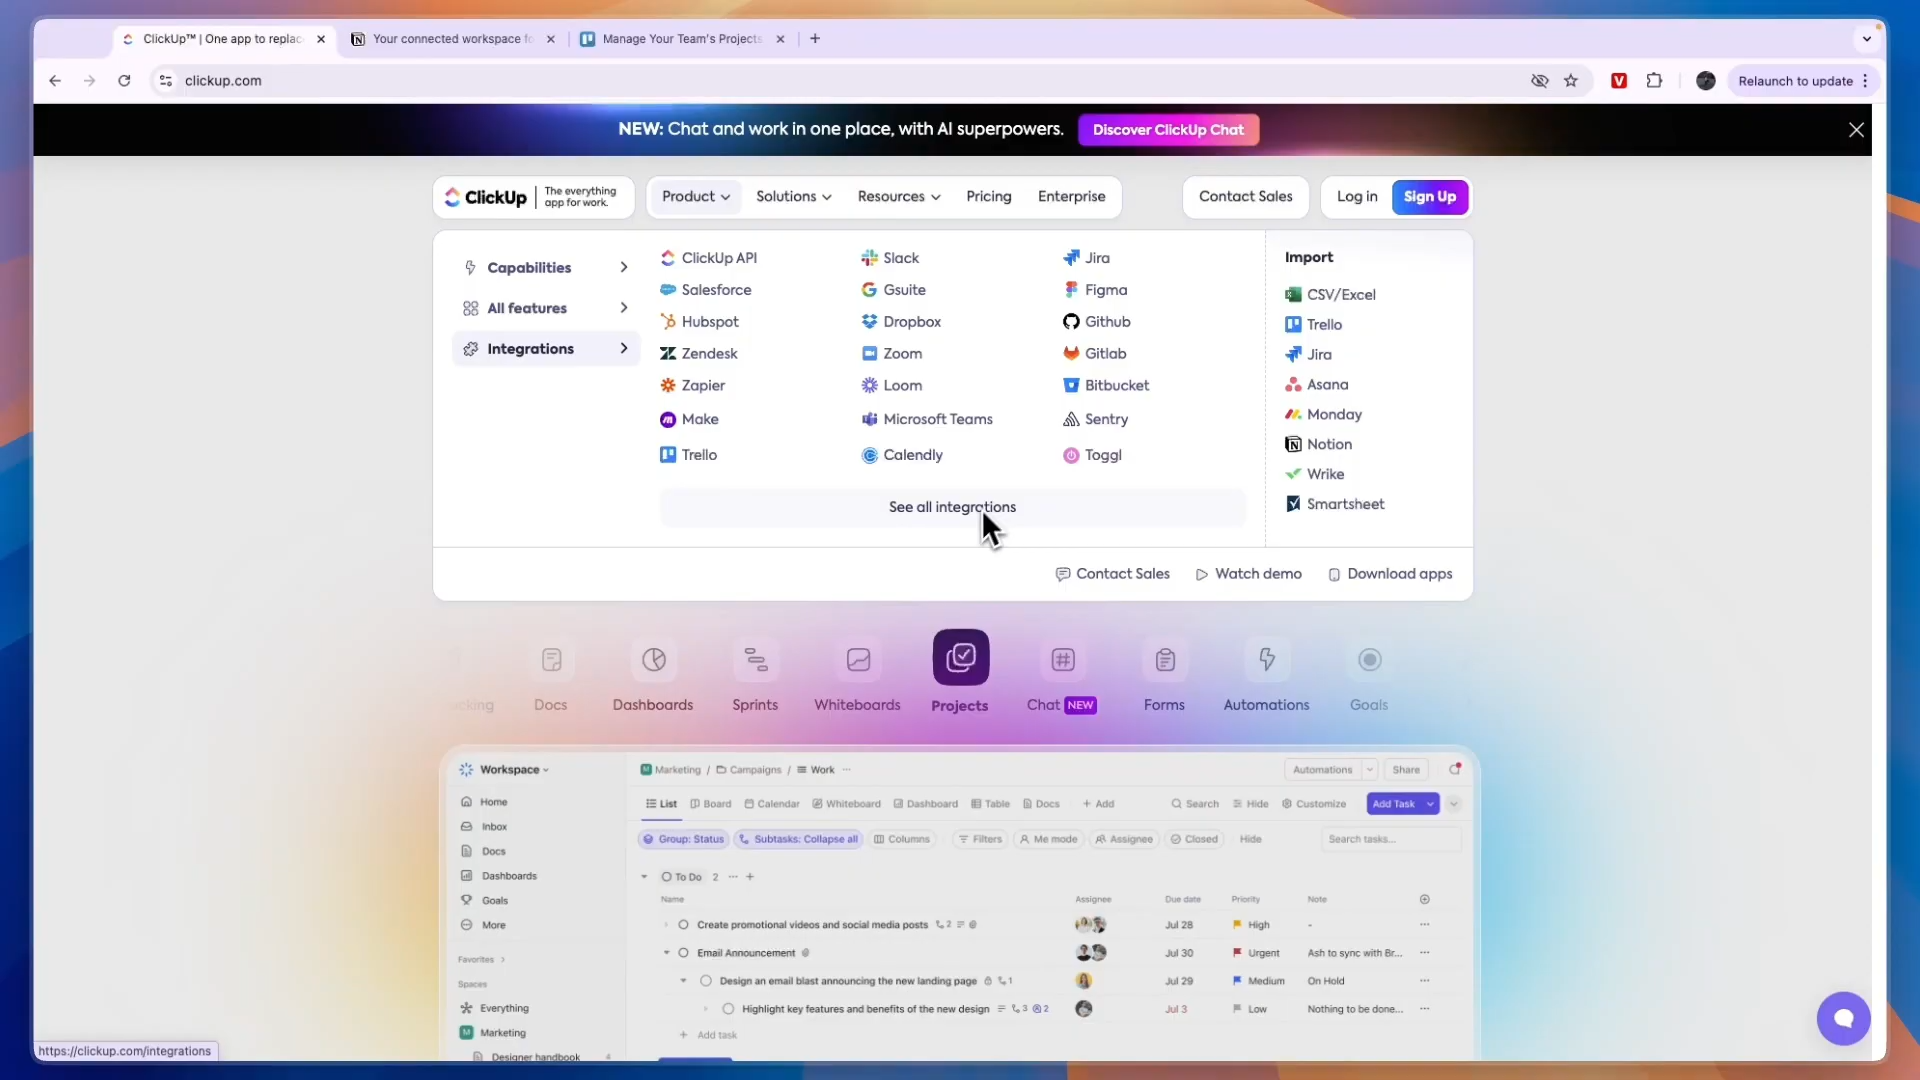 ClickUp™ | One app to replac
Your connected workspace fo
Manage Your Team's Projects
clickup.com
Relaunch to update
NEW: Chat and work in one place, with AI superpowers.
Discover ClickUp Chat
ClickUp
The everything
app for work.
Product
Solutions
Resources
Pricing
Enterprise
Contact Sales
Log in
Sign Up
Capabilities
All features
Integrations
ClickUp API
Slack
Jira
Salesforce
Gsuite
Figma
Hubspot
Dropbox
Github
Zendesk
Zoom
Gitlab
Zapier
Loom
Bitbucket
Make
Microsoft Teams
Sentry
Trello
Calendly
Toggl
See all integrations
Import
CSV/Excel
Trello
Jira
Asana
Monday
Notion
Wrike
Smartsheet
Contact Sales
Watch demo
Download apps
Docs
Dashboards
Sprints
Whiteboards
Projects
Chat NEW
Forms
Automations
Goals
Workspace
Marketing / Campaigns / Work ...
Automations
Share
Home
Inbox
Docs
Dashboards
Goals
More
Favorites
Spaces
Everything
M Marketing
Designer handbook 4
List
Board
Calendar
Whiteboard
Dashboard
Table
Docs
+ Add
Search
Hide
Customize
Add Task
Group: Status
Subtasks: Collapse all
Columns
Filters
Me mode
Assignee
Closed
Hide
Search tasks...
To Do 2 ... +
Name
Assignee
Due date
Priority
Note
Create promotional videos and social media posts 2
Jul 28
High
-
Email Announcement
Jul 30
Urgent
Ash to sync with Br...
Design an email blast announcing the new landing page 1
Jul 29
Medium
On Hold
Highlight key features and benefits of the new design 3 2
Jul 3
Low
Nothing to be done...
+ Add task
https://clickup.com/integrations